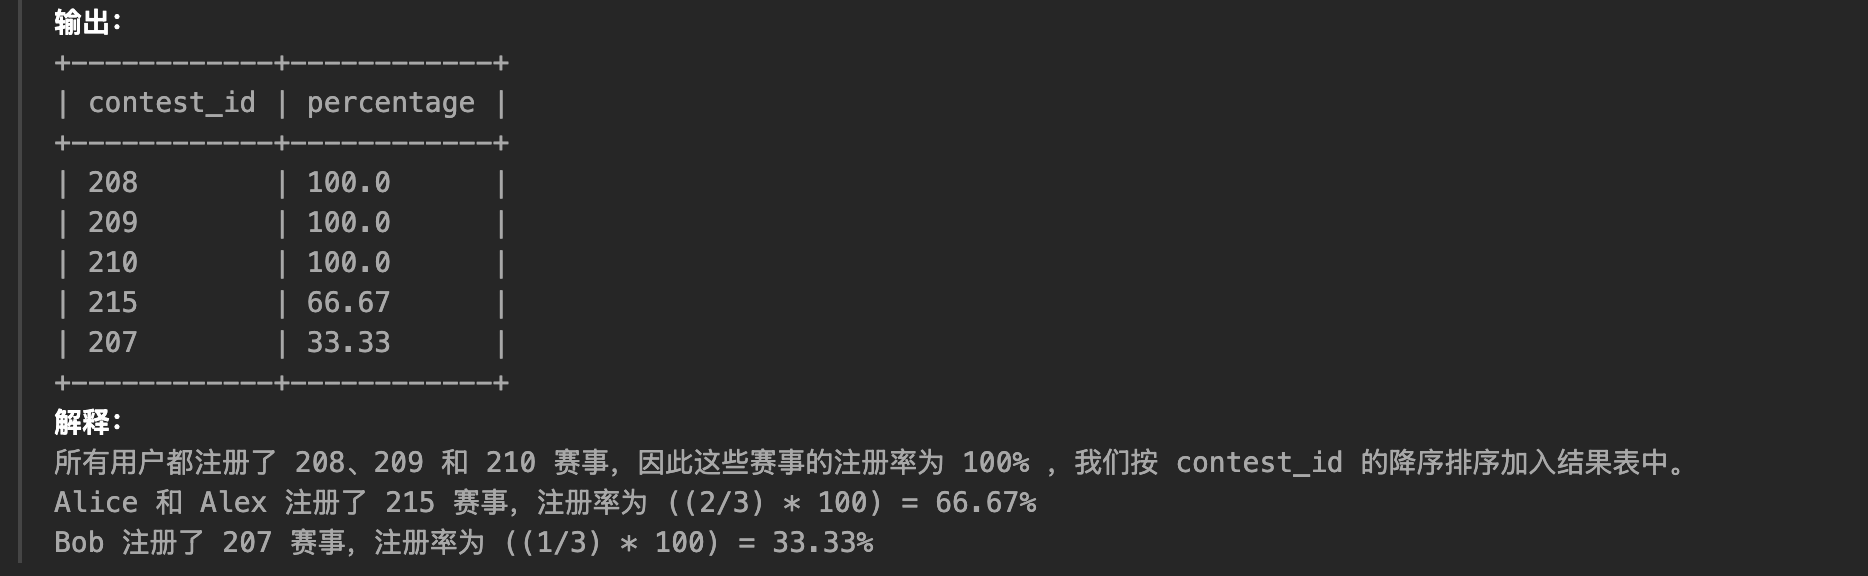 输出:
+------------+------------+
| contest_id | percentage |
+------------+------------+
| 208        | 100.0      |
| 209        | 100.0      |
| 210        | 100.0      |
| 215        | 66.67      |
| 207        | 33.33      |
+------------+------------+
解释:
所有用户都注册了 208、209 和 210 赛事，因此这些赛事的注册率为 100% ，我们按 contest_id 的降序排序加入结果表中。
Alice 和 Alex 注册了 215 赛事，注册率为 ((2/3) * 100) = 66.67%
Bob 注册了 207 赛事，注册率为 ((1/3) * 100) = 33.33%